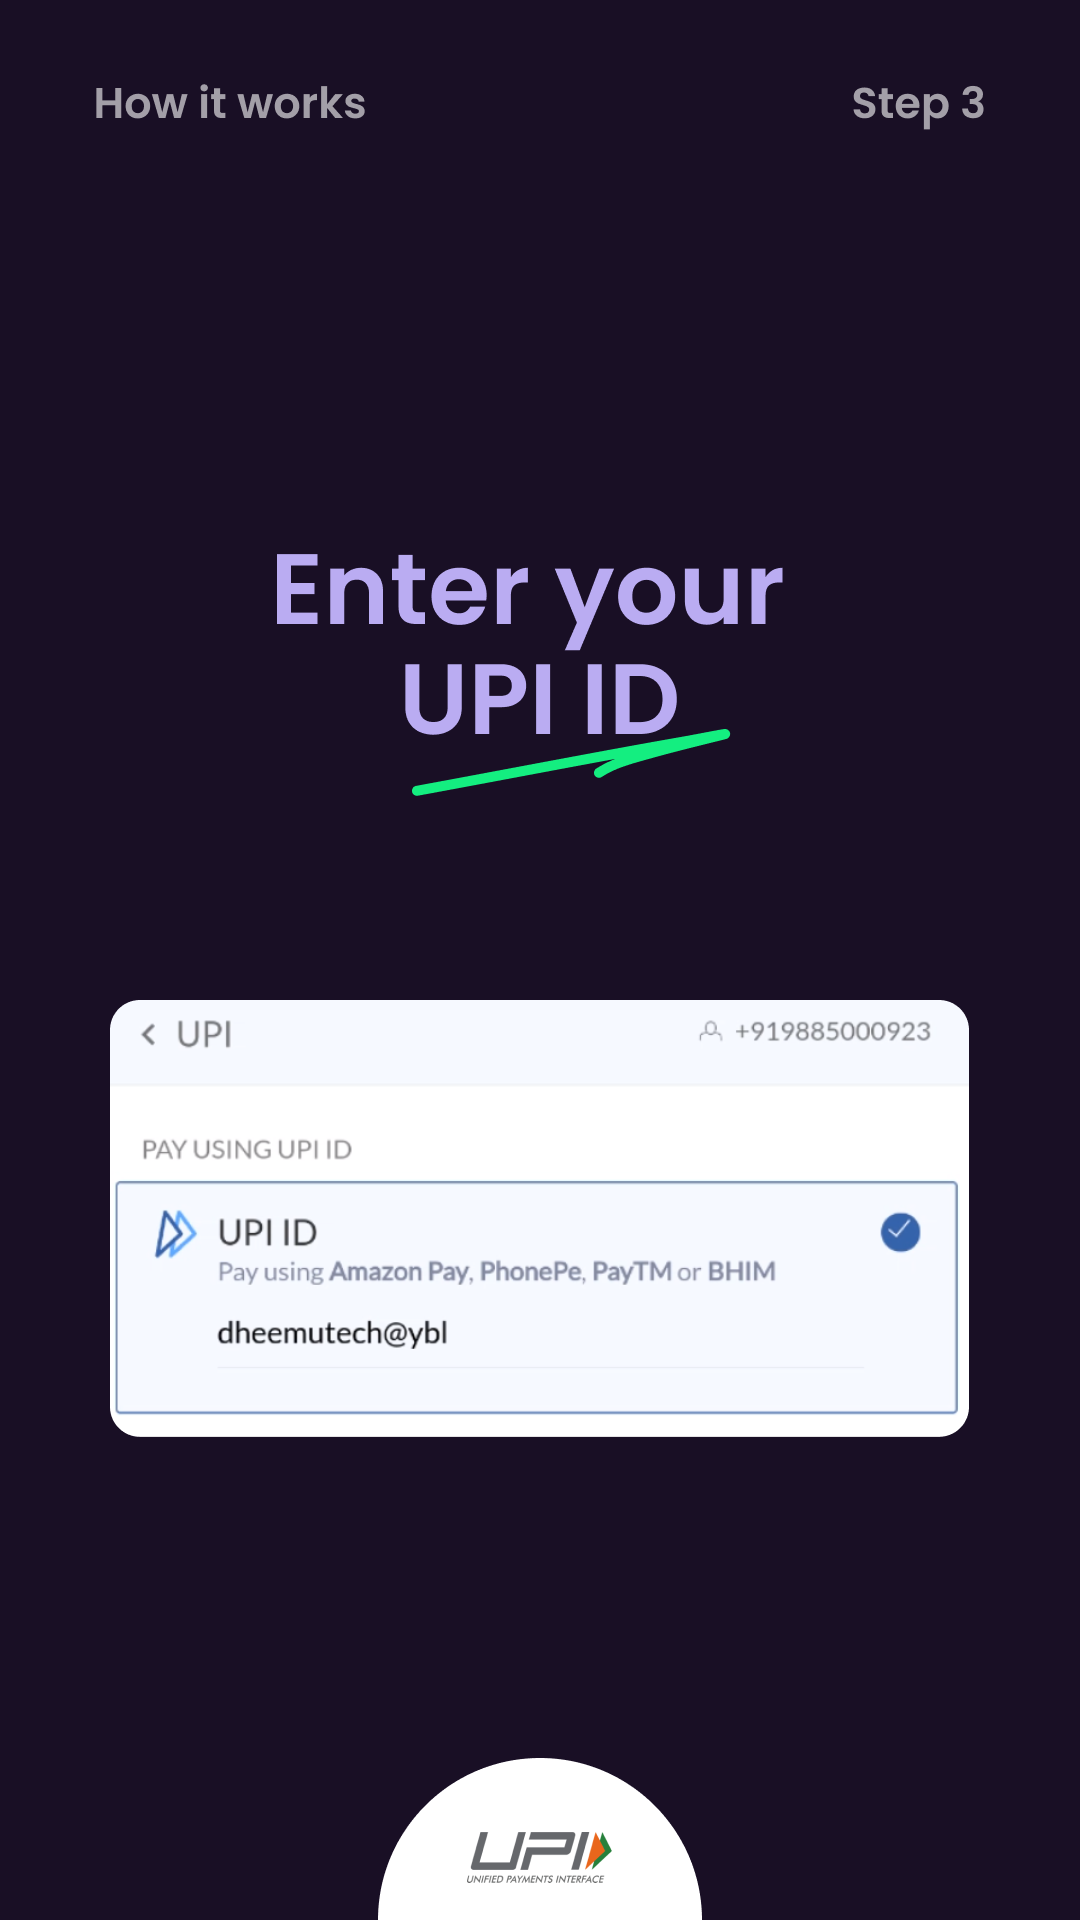 How it works
Step 3
Enter your
UPI ID
UPI
+919885000923
PAY USING UPI ID
UPI ID
Pay using Amazon Pay, PhonePe, PayTM or BHIM
dheemutech@ybl
UPI
UNIFIED PAYMENTS INTERFACE